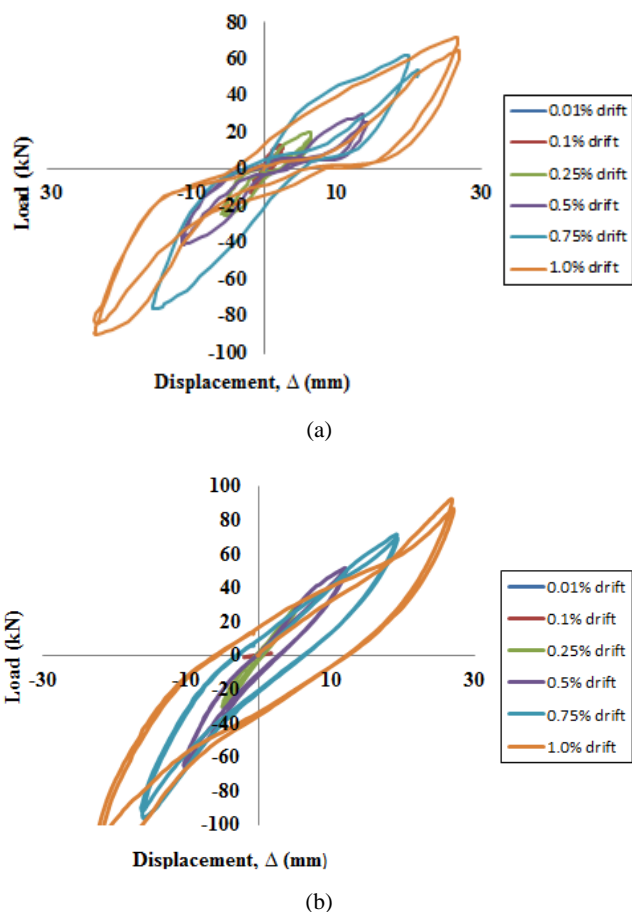 80
60
40
20
0
30
-10
10
30
-20
-40
-60
-80
-100
Load (kN)
Displacement, Δ (mm)
0.01% drift
0.1% drift
0.25% drift
0.5% drift
0.75% drift
1.0% drift
(a)
100
80
60
40
20
0
-30
-10
10
30
-20
-40
-60
-80
-100
Load (kN)
Displacement, Δ (mm)
0.01% drift
0.1% drift
0.25% drift
0.5% drift
0.75% drift
1.0% drift
(b)